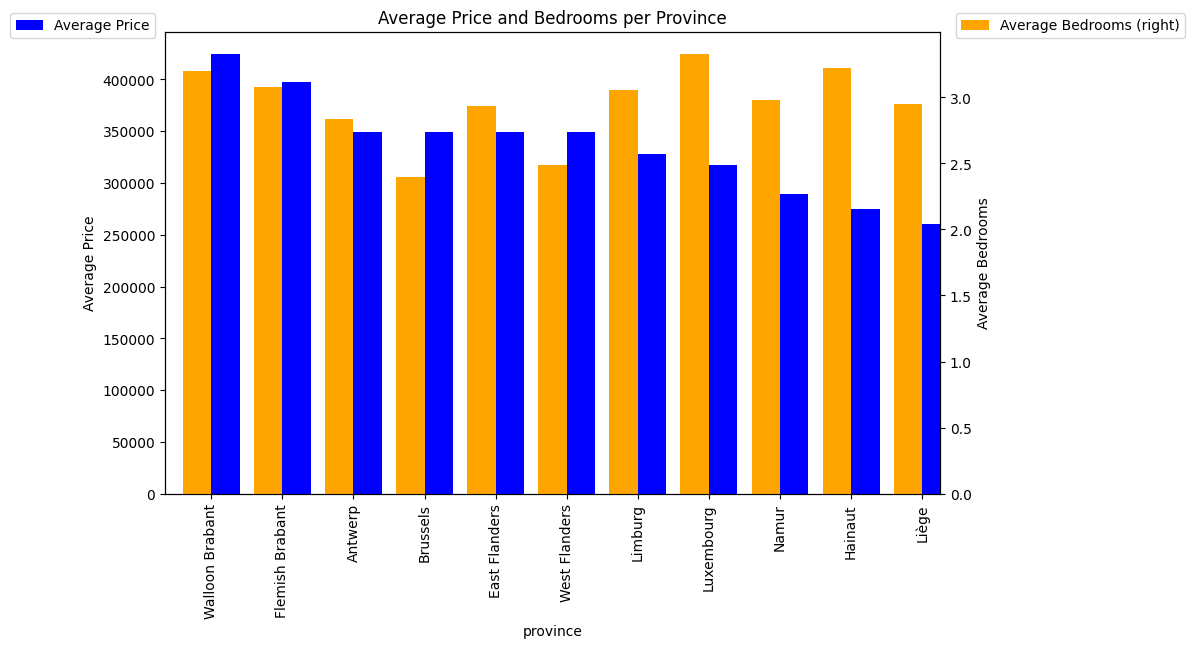 Average Price and Bedrooms per Province
Average Price
Average Bedrooms (right)
Average Price
400000
350000
300000
250000
200000
150000
100000
50000
0
3.0
2.5
2.0
1.5
1.0
0.5
0.0
Average Bedrooms
Walloon Brabant
Flemish Brabant
Antwerp
Brussels
East Flanders
West Flanders
Limburg
Luxembourg
Namur
Hainaut
Liège
province